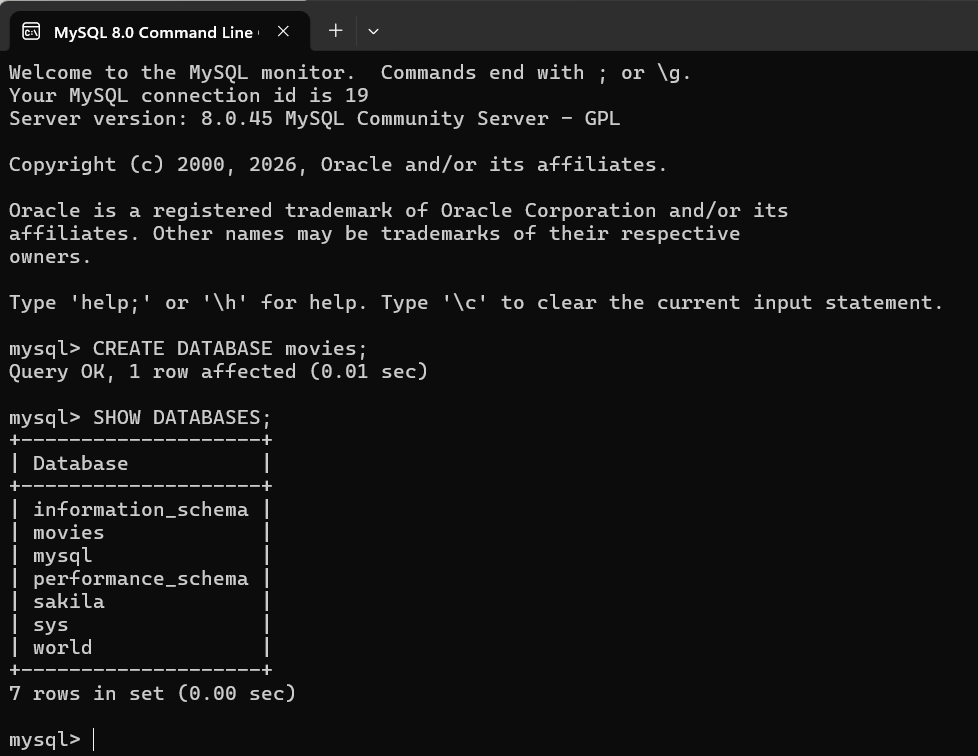 MySQL 8.0 Command Line
Welcome to the MySQL monitor.  Commands end with ; or \g.
Your MySQL connection id is 19
Server version: 8.0.45 MySQL Community Server - GPL

Copyright (c) 2000, 2026, Oracle and/or its affiliates.

Oracle is a registered trademark of Oracle Corporation and/or its
affiliates. Other names may be trademarks of their respective
owners.

Type 'help;' or '\h' for help. Type '\c' to clear the current input statement.

mysql> CREATE DATABASE movies;
Query OK, 1 row affected (0.01 sec)

mysql> SHOW DATABASES;
+--------------------+
| Database           |
+--------------------+
| information_schema |
| movies             |
| mysql              |
| performance_schema |
| sakila             |
| sys                |
| world              |
+--------------------+
7 rows in set (0.00 sec)

mysql>